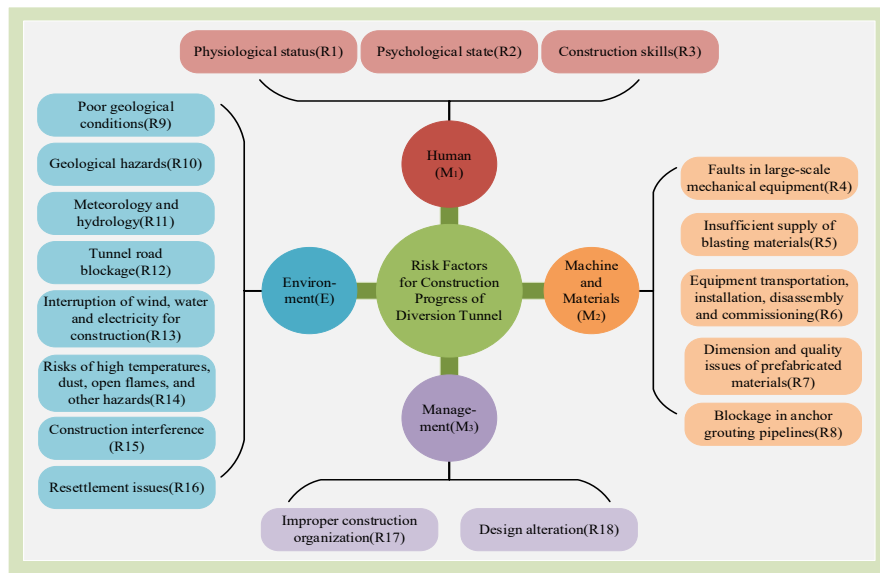 Physiological status(R1)
Psychological state(R2)
Construction skills(R3)
Human
(M1)
Poor geological
conditions(R9)
Geological hazards(R10)
Meteorology and
hydrology(R11)
Tunnel road
blockage(R12)
Interruption of wind, water
and electricity for
construction(R13)
Risks of high temperatures,
dust, open flames, and
other hazards(R14)
Construction interference
(R15)
Resettlement issues(R16)
Environ-
ment(E)
Risk Factors
for Construction
Progress of
Diversion Tunnel
Machine
and
Materials
(M2)
Faults in large-scale
mechanical equipment(R4)
Insufficient supply of
blasting materials(R5)
Equipment transportation,
installation, disassembly
and commissioning(R6)
Dimension and quality
issues of prefabricated
materials(R7)
Blockage in anchor
grouting pipelines(R8)
Manage-
ment(M3)
Improper construction
organization(R17)
Design alteration(R18)